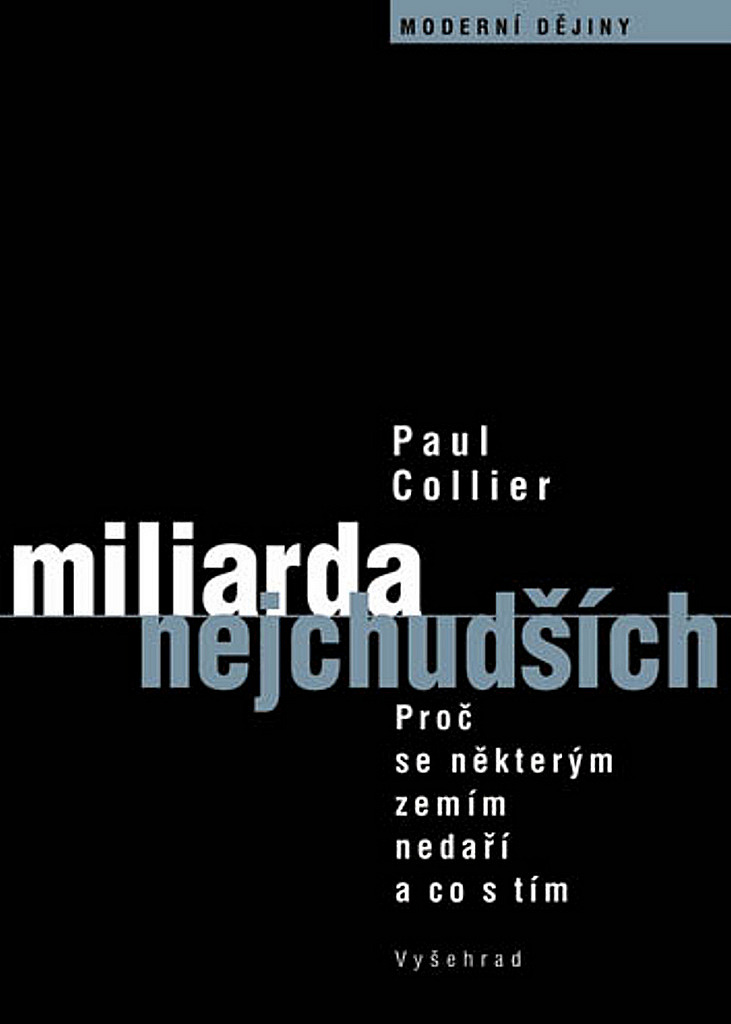 MODERNÍ DĚJINY
Paul
Collier
miliarda
nejchudších
Proč
se některým
zemím
nedaří
a co s tím
Vyšehrad